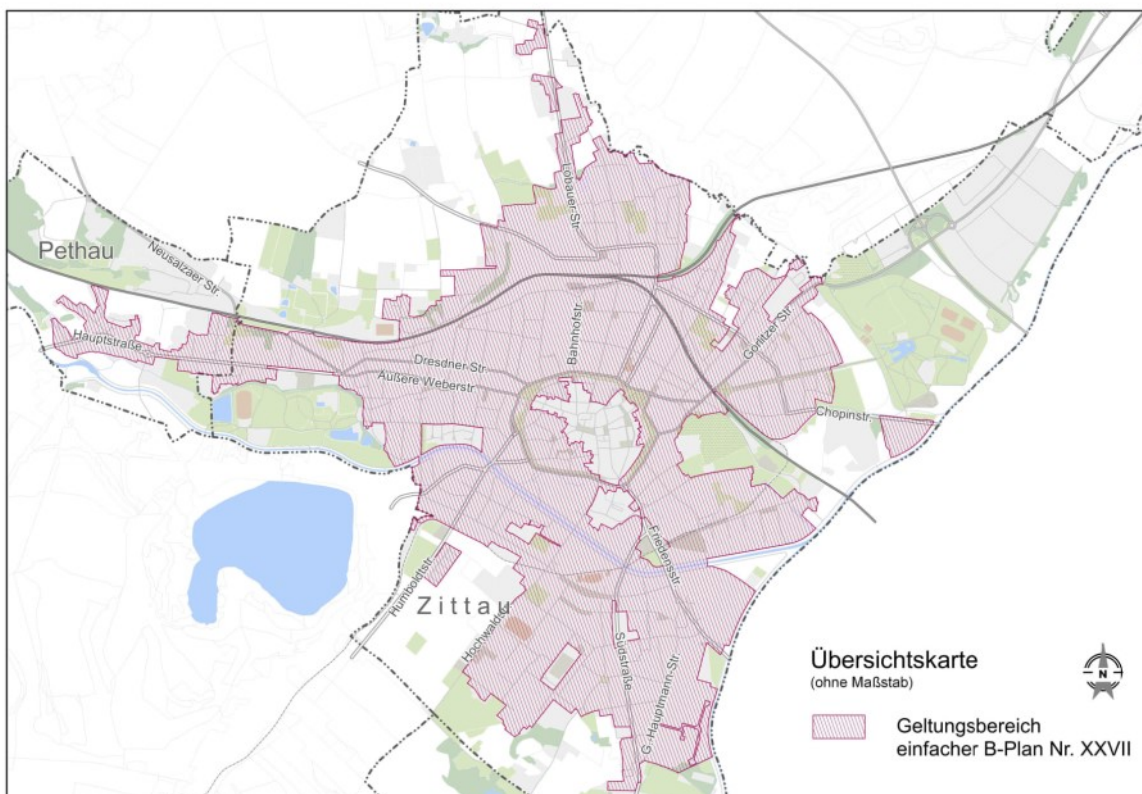 Löbauer Str.
Pethau
Neusalzaer Str.
Hauptstraße
Bahnhofstr.
Görlitzer Str.
Dresdner Str.
Äußere Weberstr.
Chopinstr.
Friedensstr.
Humboldtstr.
Zittau
Hochwaldstr.
Südstraße
G.-Hauptmann-Str.
Übersichtskarte
(ohne Maßstab)
N
Geltungsbereich
einfacher B-Plan Nr. XXVII